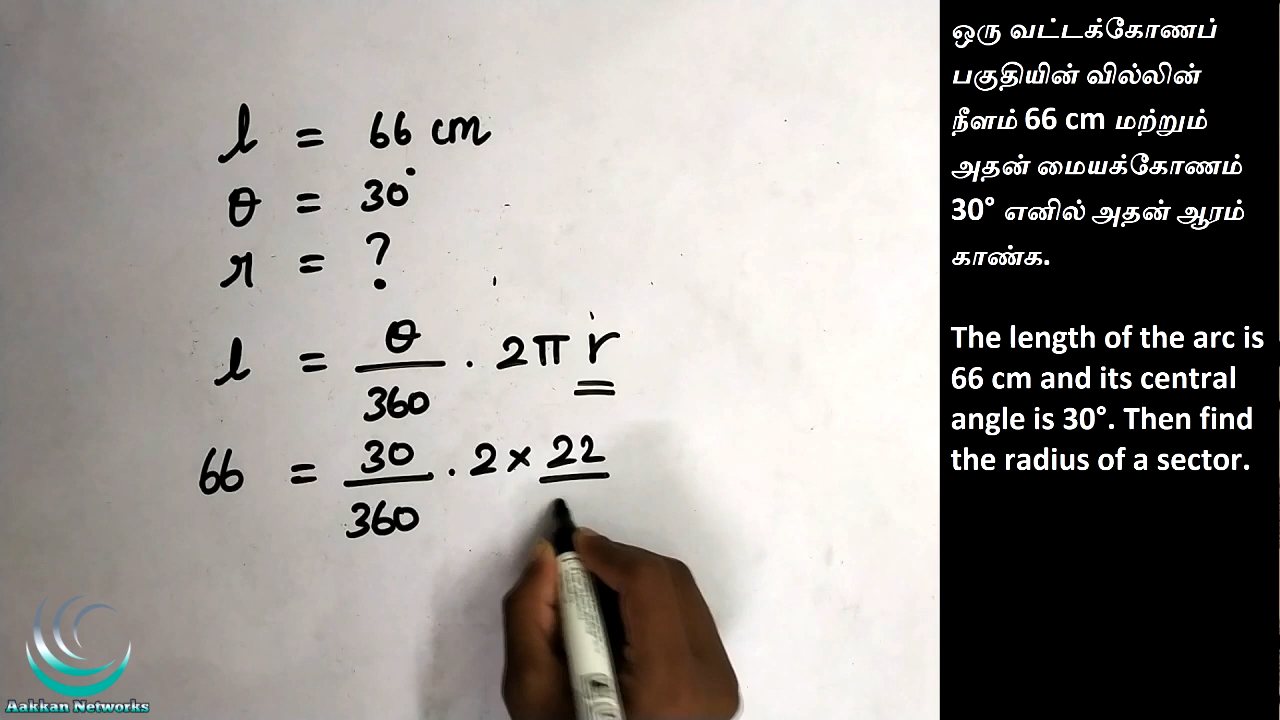 l = 66 cm
θ = 30°
r = ?
l = θ/360 . 2π r
66 = 30/360 . 2 × 22
ஒரு வட்டக்கோணப்
பகுதியின் வில்லின்
நீளம் 66 cm மற்றும்
அதன் மையக்கோணம்
30° எனில் அதன் ஆரம்
காண்க.
The length of the arc is
66 cm and its central
angle is 30°. Then find
the radius of a sector.
Aakkan Networks